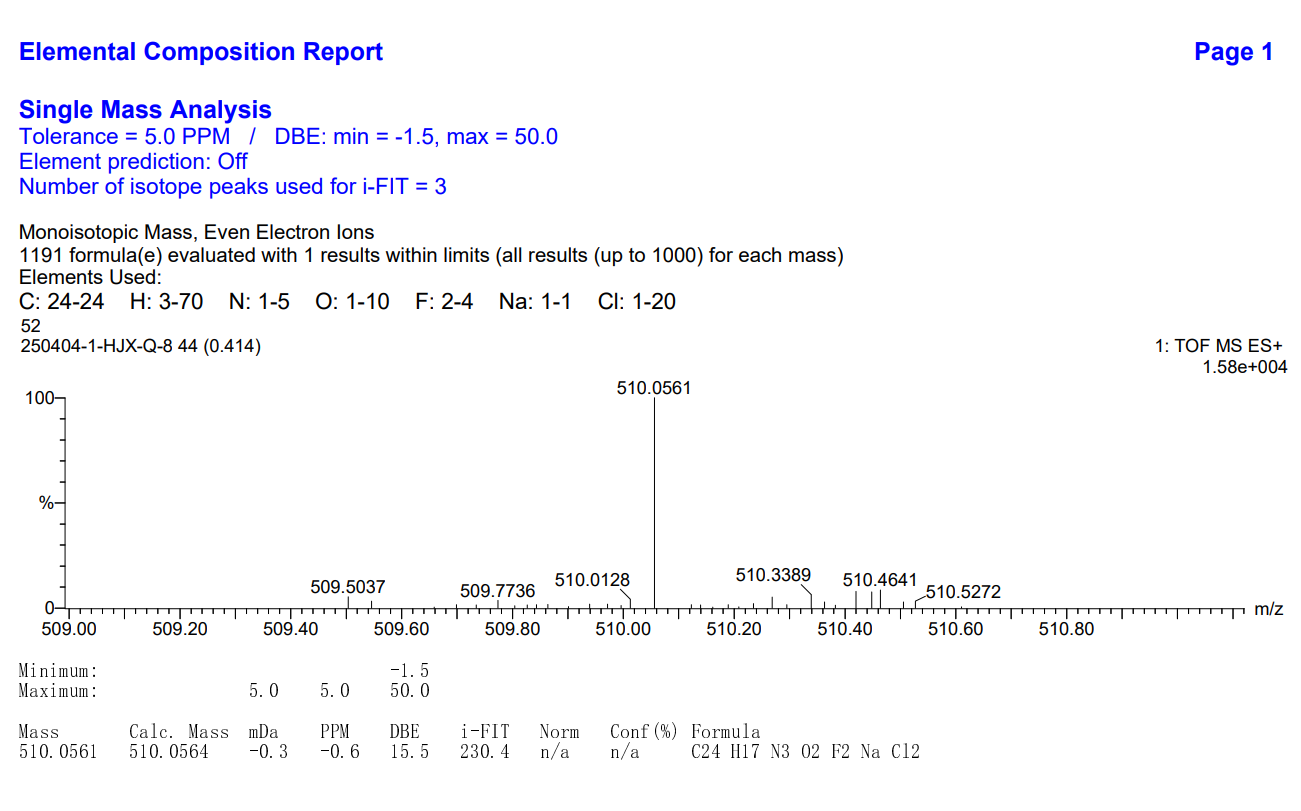 Elemental Composition Report Page 1
Single Mass Analysis
Tolerance = 5.0 PPM / DBE: min = -1.5, max = 50.0
Element prediction: Off
Number of isotope peaks used for i-FIT = 3
Monoisotopic Mass, Even Electron Ions
1191 formula(e) evaluated with 1 results within limits (all results (up to 1000) for each mass)
Elements Used:
C: 24-24 H: 3-70 N: 1-5 O: 1-10 F: 2-4 Na: 1-1 Cl: 1-20
52
250404-1-HJX-Q-8 44 (0.414) 1: TOF MS ES+
1.58e+004
510.0561
100
%
509.5037 509.7736 510.0128 510.3389 510.4641 510.5272
0
m/z
509.00 509.20 509.40 509.60 509.80 510.00 510.20 510.40 510.60 510.80
Minimum: -1.5
Maximum: 5.0 5.0 50.0
Mass Calc. Mass mDa PPM DBE i-FIT Norm Conf(%) Formula
510.0561 510.0564 -0.3 -0.6 15.5 230.4 n/a n/a C24 H17 N3 O2 F2 Na Cl2